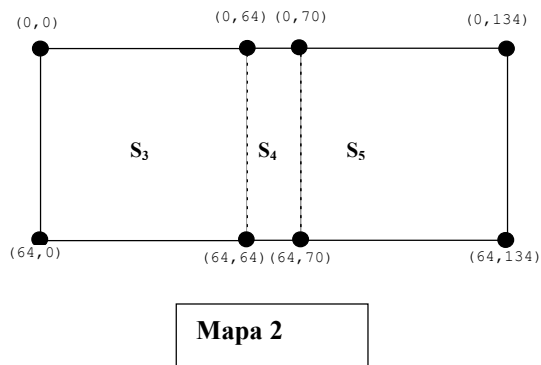 (0,0) (0,64) (0,70) (0,134)
S₃ S₄ S₅
(64,0) (64,64) (64,70) (64,134)
Mapa 2